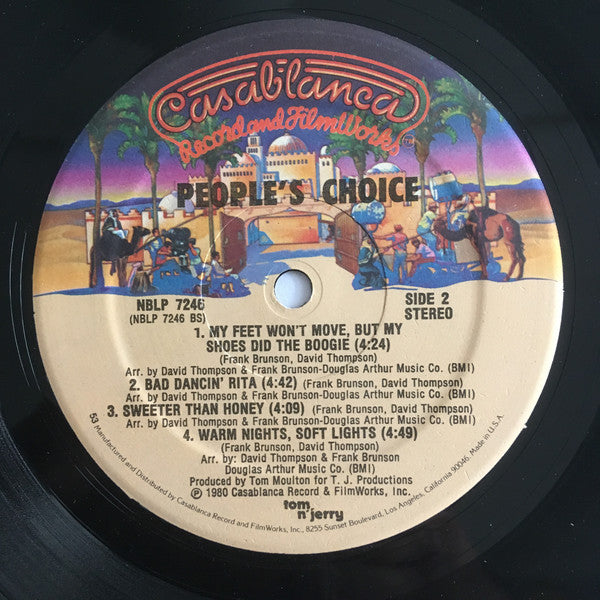 Casablanca
Record and FilmWorks™
PEOPLE'S CHOICE
NBLP 7246
(NBLP 7246 BS)
SIDE 2
STEREO
1. MY FEET WON'T MOVE, BUT MY
SHOES DID THE BOOGIE (4:24)
(Frank Brunson, David Thompson)
Arr. by David Thompson & Frank Brunson-Douglas Arthur Music Co. (BMI)
2. BAD DANCIN' RITA (4:42) (Frank Brunson, David Thompson)
Arr. by David Thompson & Frank Brunson-Douglas Arthur Music Co. (BMI)
3. SWEETER THAN HONEY (4:09) (Frank Brunson, David Thompson)
Arr. by David Thompson & Frank Brunson-Douglas Arthur Music Co. (BMI)
4. WARM NIGHTS, SOFT LIGHTS (4:49)
Arr. by: David Thompson & Frank Brunson
Douglas Arthur Music Co. (BMI)
Produced by Tom Moulton for T. J. Productions
℗ 1980 Casablanca Record & FilmWorks, Inc.
tom
n' jerry
53 Manufactured and Distributed by Casablanca Record and FilmWorks, Inc., 8255 Sunset Boulevard, Los Angeles, California 90046. Made in U.S.A.